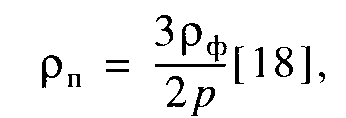 ρп = 3ρф/2p [18],